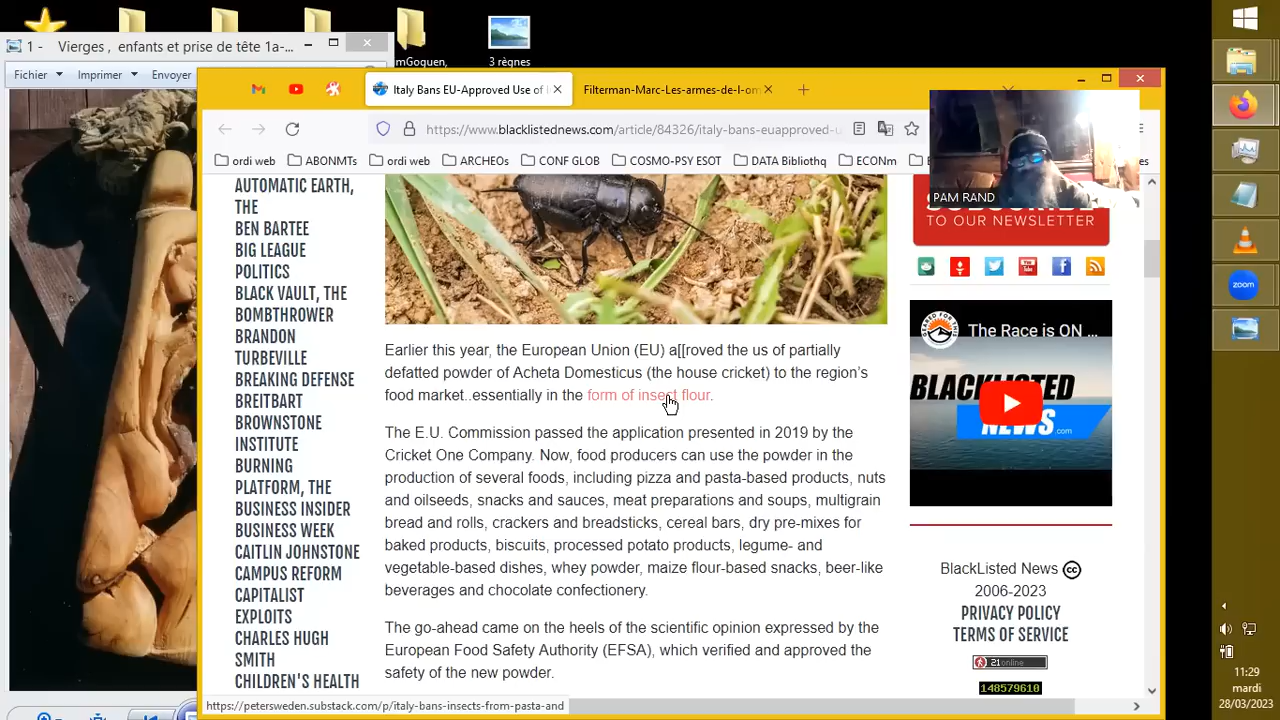 mGoquen,
3 règnes
1 - Vierges , enfants et prise de tête 1a-...
Fichier
Imprimer
Envoyer
Italy Bans EU-Approved Use of
Filterman-Marc-Les-armes-de-l-om
https://www.blacklistednews.com/article/84326/italy-bans-euapproved-u
ordi web
ABONMTs
ordi web
ARCHEOs
CONF GLOB
COSMO-PSY ESOT
DATA Bibliothq
ECONm
PAM RAND
AUTOMATIC EARTH,
THE
BEN BARTEE
BIG LEAGUE
POLITICS
BLACK VAULT, THE
BOMBTHROWER
BRANDON
TURBEVILLE
BREAKING DEFENSE
BREITBART
BROWNSTONE
INSTITUTE
BURNING
PLATFORM, THE
BUSINESS INSIDER
BUSINESS WEEK
CAITLIN JOHNSTONE
CAMPUS REFORM
CAPITALIST
EXPLOITS
CHARLES HUGH
SMITH
CHILDREN'S HEALTH
Earlier this year, the European Union (EU) a[[roved the us of partially
defatted powder of Acheta Domesticus (the house cricket) to the region's
food market..essentially in the form of insect flour.
The E.U. Commission passed the application presented in 2019 by the
Cricket One Company. Now, food producers can use the powder in the
production of several foods, including pizza and pasta-based products, nuts
and oilseeds, snacks and sauces, meat preparations and soups, multigrain
bread and rolls, crackers and breadsticks, cereal bars, dry pre-mixes for
baked products, biscuits, processed potato products, legume- and
vegetable-based dishes, whey powder, maize flour-based snacks, beer-like
beverages and chocolate confectionery.
The go-ahead came on the heels of the scientific opinion expressed by the
European Food Safety Authority (EFSA), which verified and approved the
safety of the new powder.
TO OUR NEWSLETTER
The Race is ON ...
BLACKLISTED
NEWS.com
BlackListed News cc
2006-2023
PRIVACY POLICY
TERMS OF SERVICE
21online
148579610
https://petersweden.substack.com/p/italy-bans-insects-from-pasta-and
zoom
11:29
mardi
28/03/2023